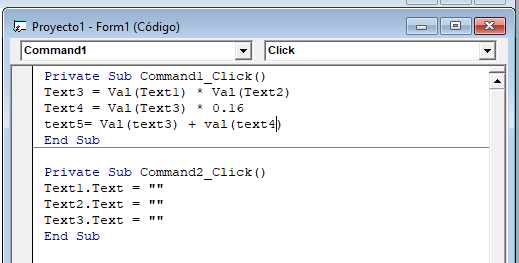 Proyecto1 - Form1 (Código)
Command1 Click
Private Sub Command1_Click()
Text3 = Val(Text1) * Val(Text2)
Text4 = Val(Text3) * 0.16
text5= Val(text3) + val(text4)
End Sub
Private Sub Command2_Click()
Text1.Text = ""
Text2.Text = ""
Text3.Text = ""
End Sub